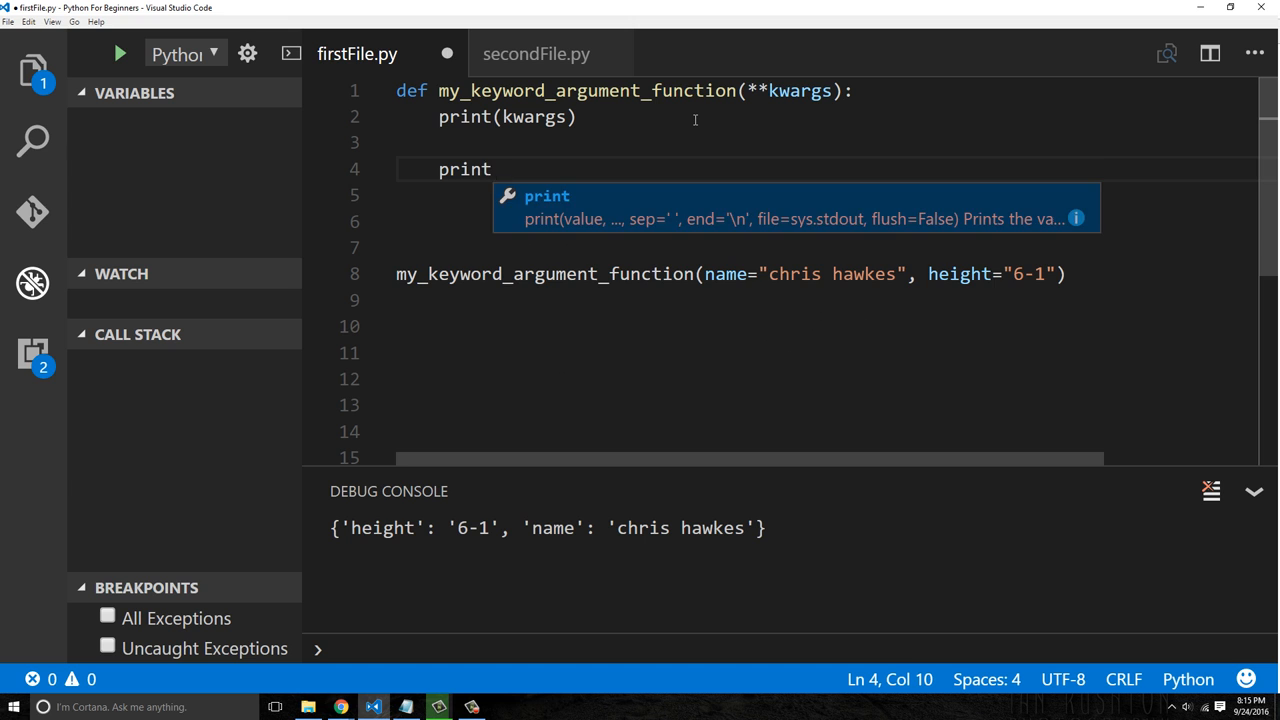 • firstFile.py - Python For Beginners - Visual Studio Code
File Edit View Go Help
1
Python
firstFile.py
secondFile.py
VARIABLES
WATCH
CALL STACK
2
BREAKPOINTS
All Exceptions
Uncaught Exceptions
1 def my_keyword_argument_function(**kwargs):
2 print(kwargs)
3
4 print
print
print(value, ..., sep=' ', end='\n', file=sys.stdout, flush=False) Prints the va...
5
6
7
8 my_keyword_argument_function(name="chris hawkes", height="6-1")
9
10
11
12
13
14
15
DEBUG CONSOLE
{'height': '6-1', 'name': 'chris hawkes'}
0 0
Ln 4, Col 10 Spaces: 4 UTF-8 CRLF Python
I'm Cortana. Ask me anything.
8:15 PM
9/24/2016